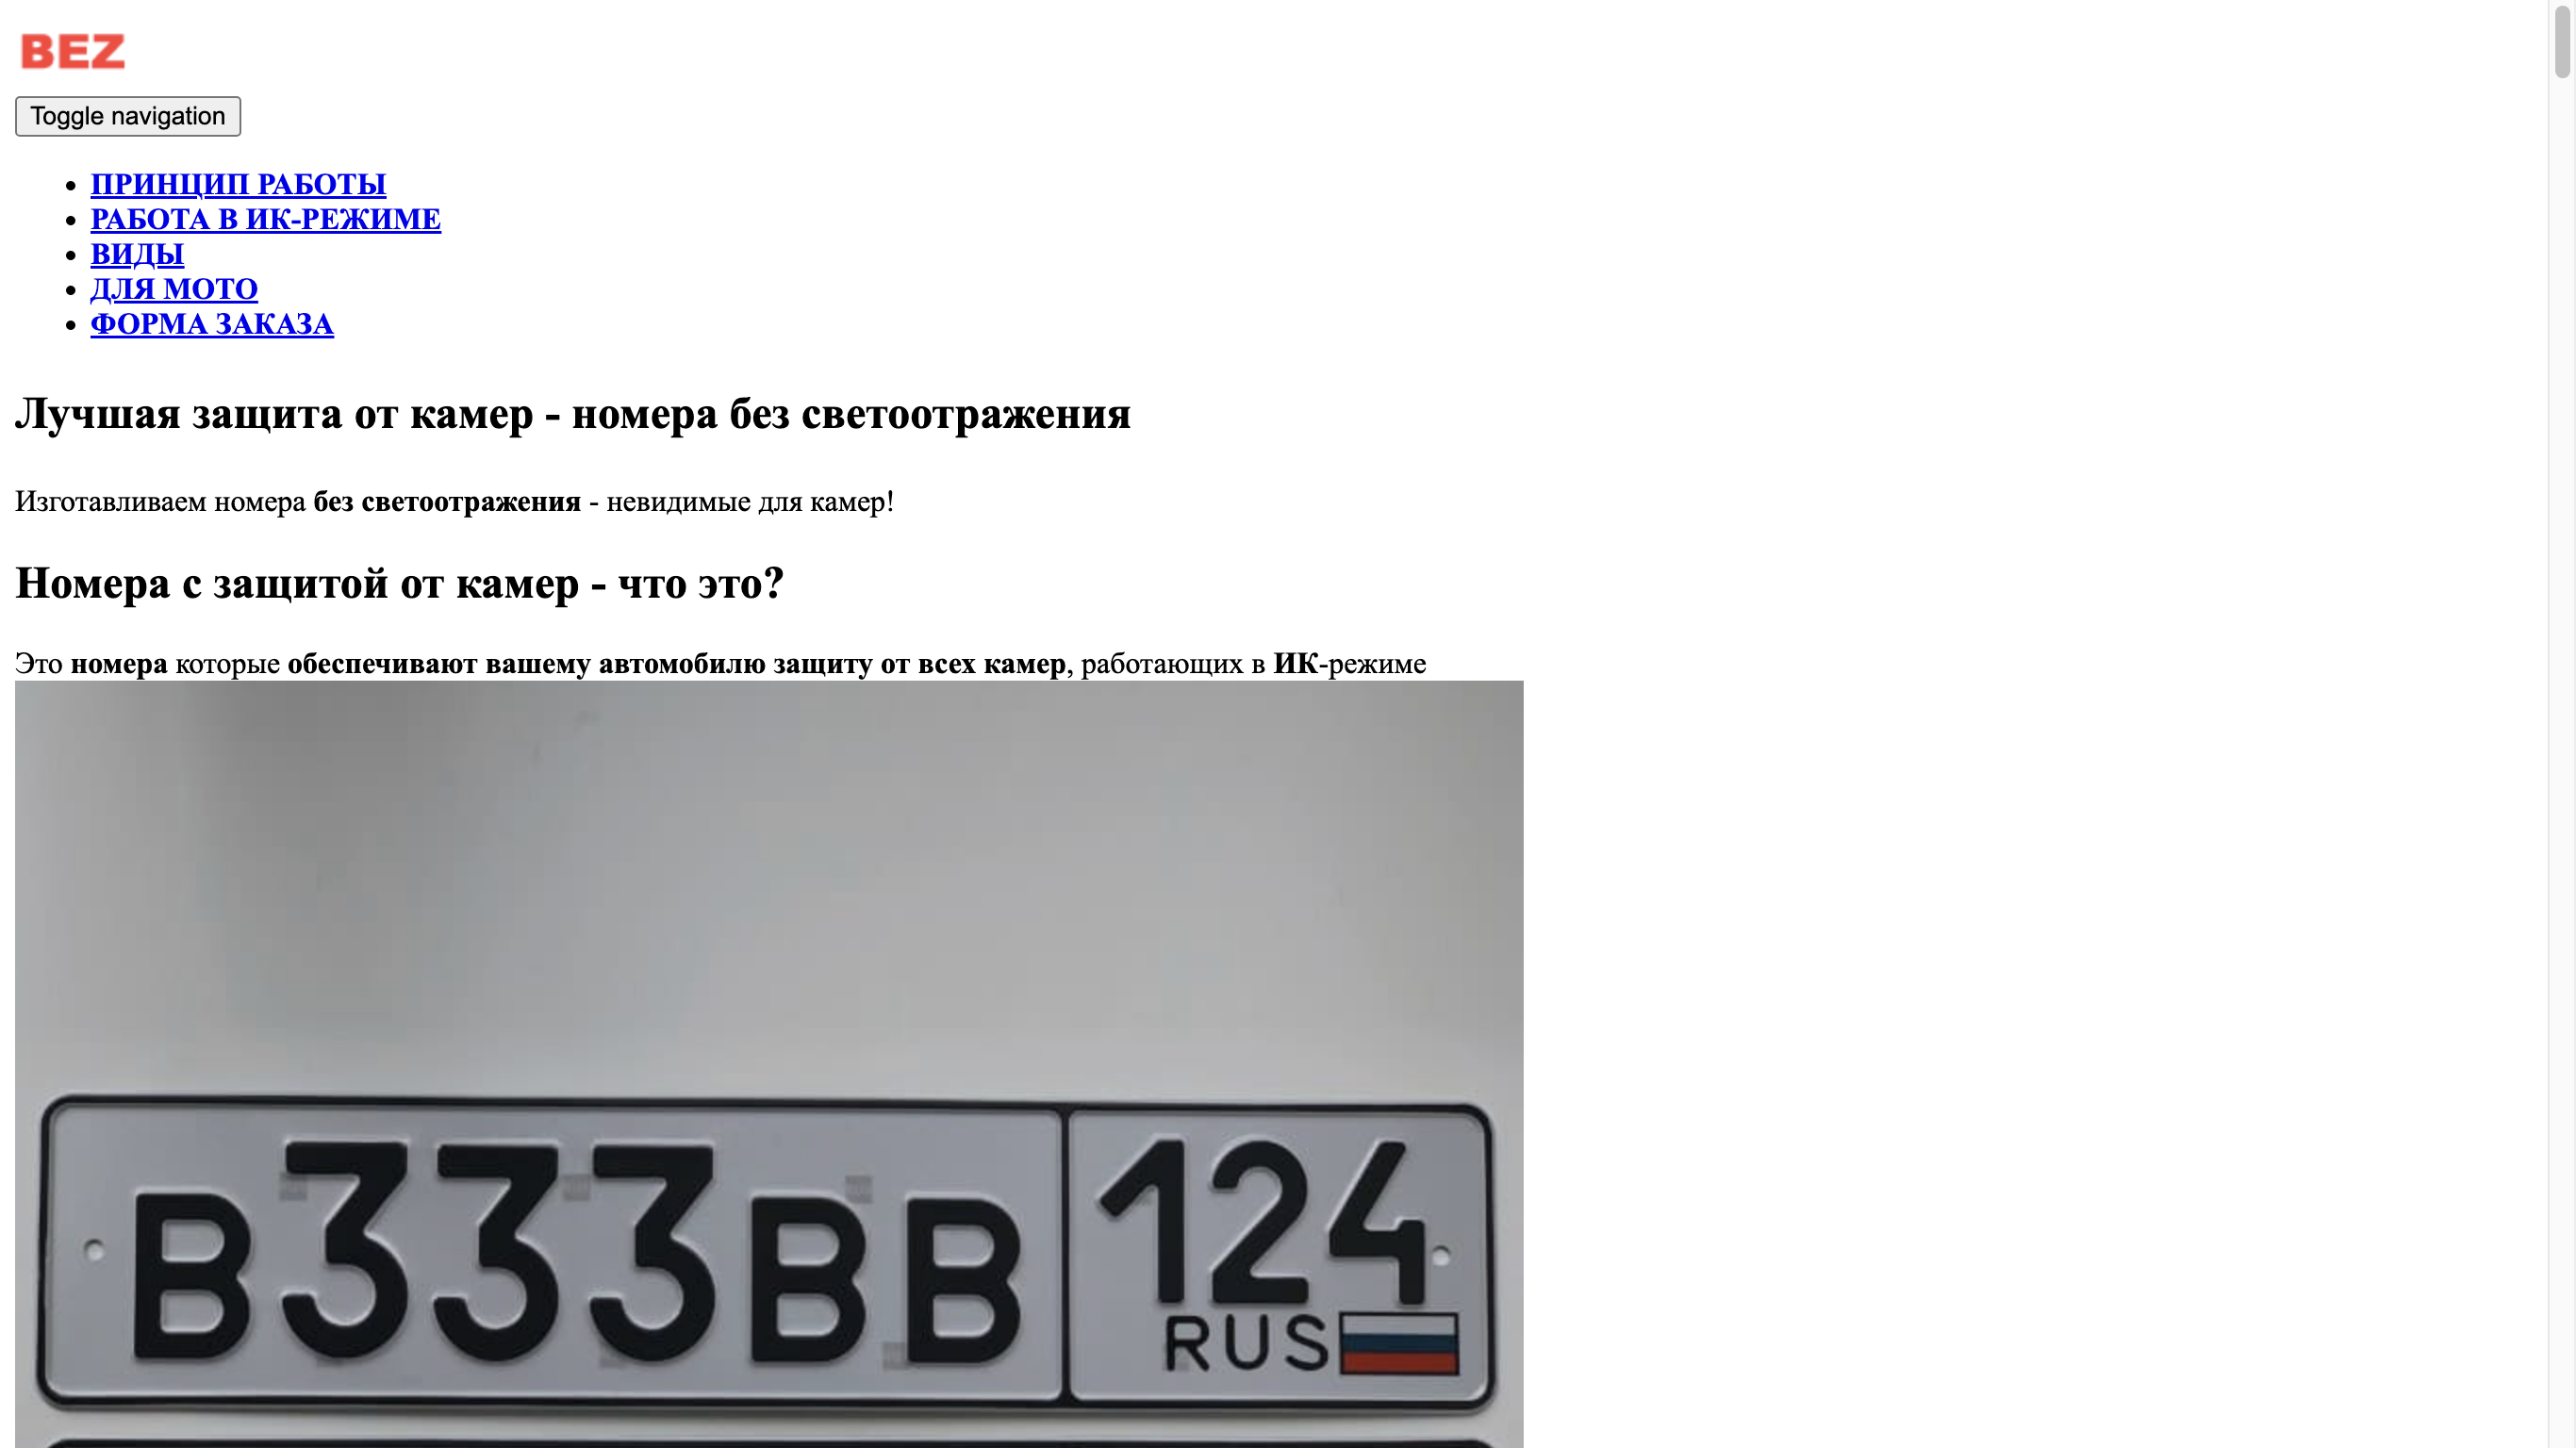 BEZ
Toggle navigation
ПРИНЦИП РАБОТЫ
РАБОТА В ИК-РЕЖИМЕ
ВИДЫ
ДЛЯ МОТО
ФОРМА ЗАКАЗА
Лучшая защита от камер - номера без светоотражения
Изготавливаем номера без светоотражения - невидимые для камер!
Номера с защитой от камер - что это?
Это номера которые обеспечивают вашему автомобилю защиту от всех камер, работающих в ИК-режиме
В333ВВ 124
RUS